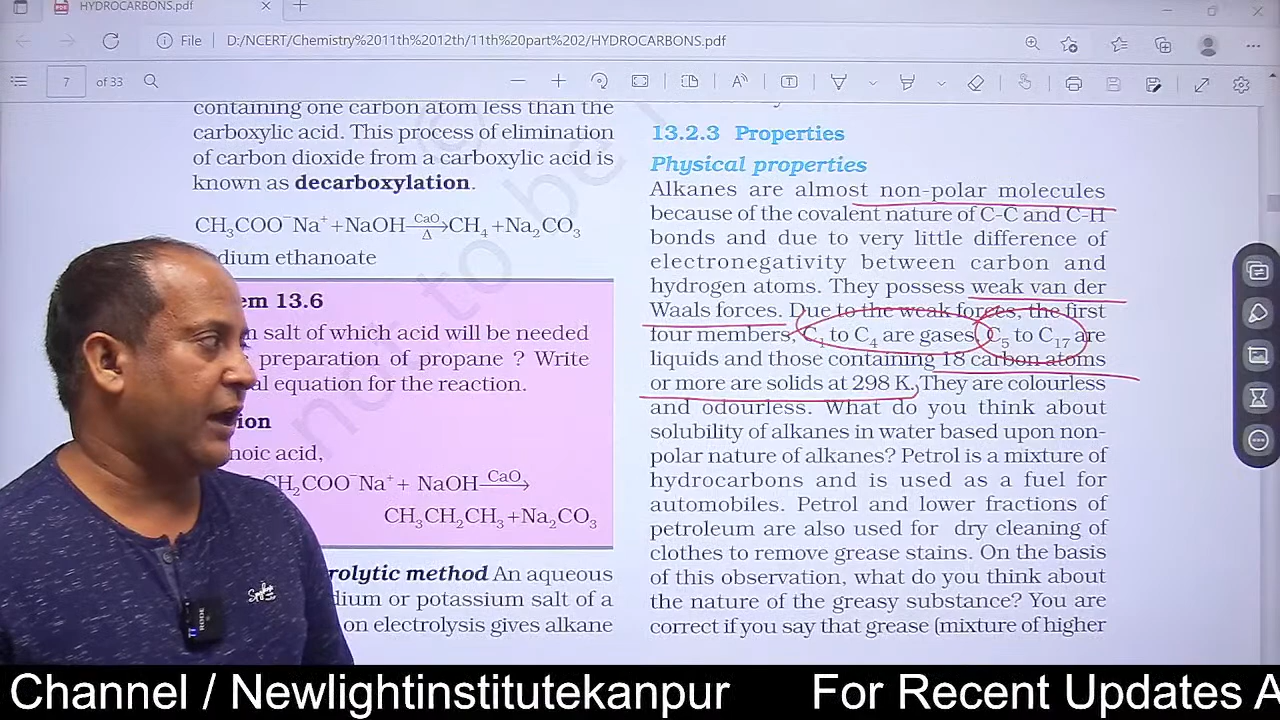 HYDROCARBONS.pdf
File
D:/NCERT/Chemistry%2011th%2012th/11th%20part%202/HYDROCARBONS.pdf
7 of 33
containing one carbon atom less than the
carboxylic acid. This process of elimination
of carbon dioxide from a carboxylic acid is
known as decarboxylation.
CH₃COO⁻Na⁺+NaOH CaO Δ → CH₄+Na₂CO₃
dium ethanoate
em 13.6
salt of which acid will be needed
preparation of propane ? Write
al equation for the reaction.
ion
noic acid,
CH₂COO⁻Na⁺+ NaOH CaO →
CH₃CH₂CH₃+Na₂CO₃
rolytic method An aqueous
dium or potassium salt of a
on electrolysis gives alkane
13.2.3 Properties
Physical properties
Alkanes are almost non-polar molecules
because of the covalent nature of C-C and C-H
bonds and due to very little difference of
electronegativity between carbon and
hydrogen atoms. They possess weak van der
Waals forces. Due to the weak forces, the first
four members, C₁ to C₄ are gases, C₅ to C₁₇ are
liquids and those containing 18 carbon atoms
or more are solids at 298 K. They are colourless
and odourless. What do you think about
solubility of alkanes in water based upon non-
polar nature of alkanes? Petrol is a mixture of
hydrocarbons and is used as a fuel for
automobiles. Petrol and lower fractions of
petroleum are also used for dry cleaning of
clothes to remove grease stains. On the basis
of this observation, what do you think about
the nature of the greasy substance? You are
correct if you say that grease (mixture of higher
not to be
©
Channel / Newlightinstitutekanpur For Recent Updates A